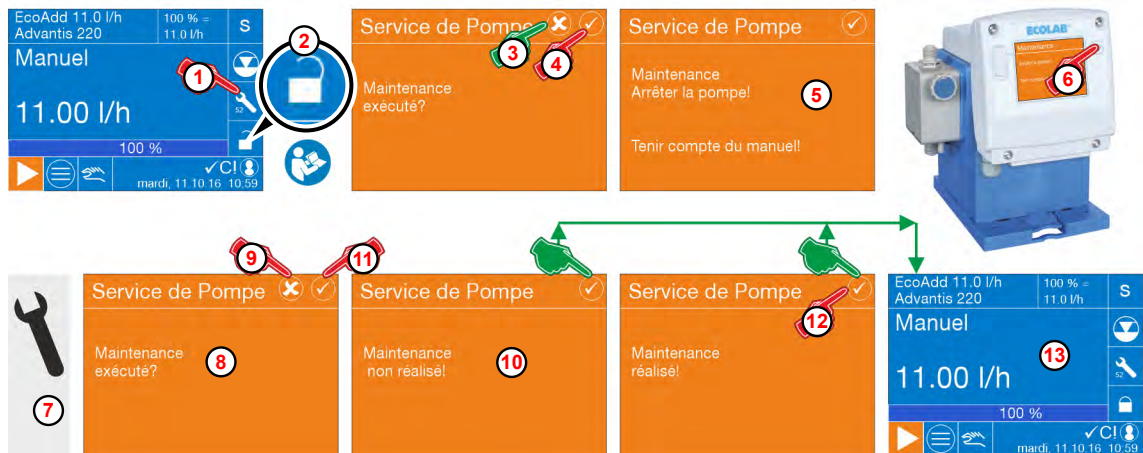 EcoAdd 11.0 l/h
Advantis 220
100 % =
11.0 l/h
S
Manuel
1
52
11.00 l/h
100 %
✓C!
mardi, 11.10.16 10:59
2
Service de Pompe
3
4
Maintenance
exécuté?
Service de Pompe
Maintenance
Arrêter la pompe!
5
Tenir compte du manuel!
ECOLAB
Maintenance
6
7
9
Service de Pompe
Maintenance
exécuté?
8
11
Service de Pompe
Maintenance
non réalisé!
10
Service de Pompe
12
Maintenance
réalisé!
EcoAdd 11.0 l/h
Advantis 220
100 % =
11.0 l/h
S
Manuel
13
52
11.00 l/h
100 %
✓C!
mardi, 11.10.16 10:59